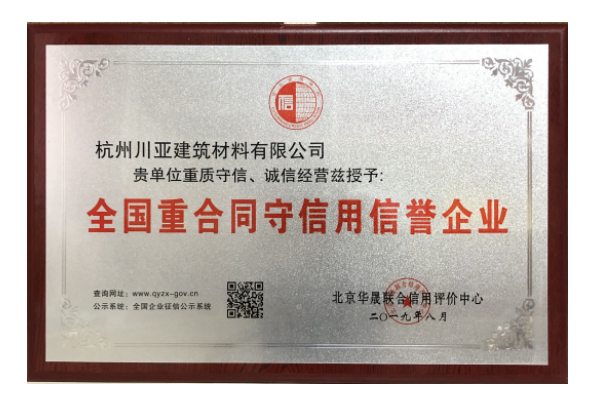 信
杭州川亚建筑材料有限公司
贵单位重质守信、诚信经营兹授予:
全国重合同守信用信誉企业
查询网址：www.qyzx-gov.cn
公示系统：全国企业征信公示系统
北京华晟联合信用评价中心
二〇一九年八月